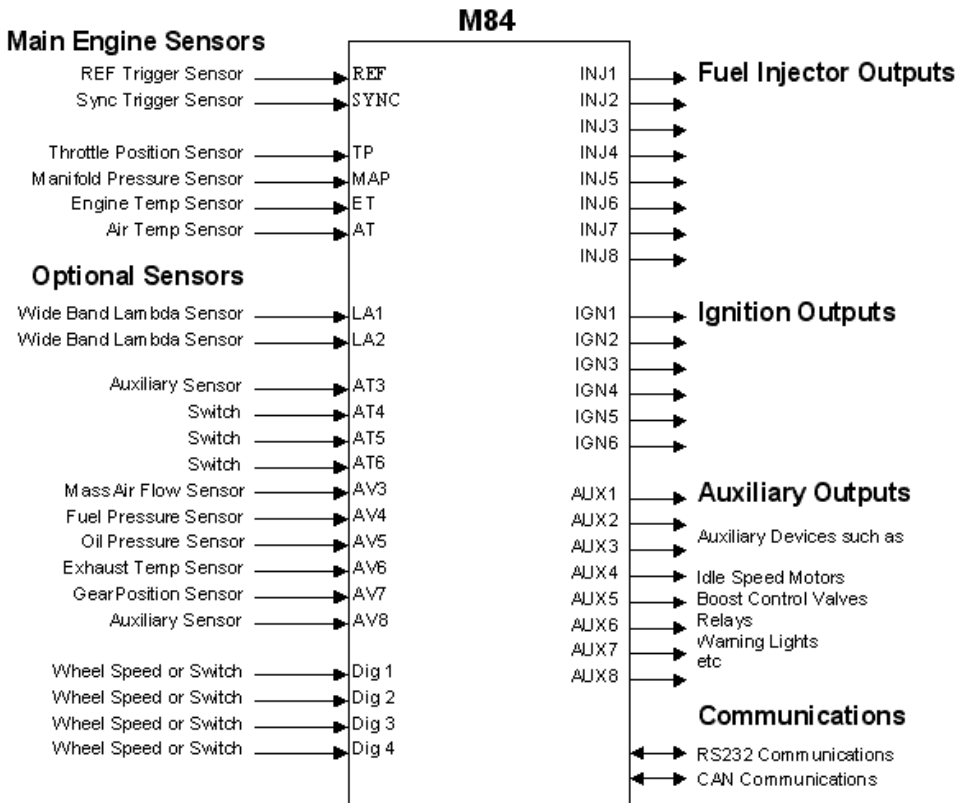 M84
Main Engine Sensors
REF Trigger Sensor REF
Sync Trigger Sensor SYNC
Throttle Position Sensor TP
Manifold Pressure Sensor MAP
Engine Temp Sensor ET
Air Temp Sensor AT
Optional Sensors
Wide Band Lambda Sensor LA1
Wide Band Lambda Sensor LA2
Auxiliary Sensor AT3
Switch AT4
Switch AT5
Switch AT6
Mass Air Flow Sensor AV3
Fuel Pressure Sensor AV4
Oil Pressure Sensor AV5
Exhaust Temp Sensor AV6
Gear Position Sensor AV7
Auxiliary Sensor AV8
Wheel Speed or Switch Dig 1
Wheel Speed or Switch Dig 2
Wheel Speed or Switch Dig 3
Wheel Speed or Switch Dig 4
INJ1 Fuel Injector Outputs
INJ2
INJ3
INJ4
INJ5
INJ6
INJ7
INJ8
IGN1 Ignition Outputs
IGN2
IGN3
IGN4
IGN5
IGN6
AUX1 Auxiliary Outputs
AUX2
AUX3
AUX4
AUX5
AUX6
AUX7
AUX8
Auxiliary Devices such as
Idle Speed Motors
Boost Control Valves
Relays
Warning Lights
etc
Communications
RS232 Communications
CAN Communications